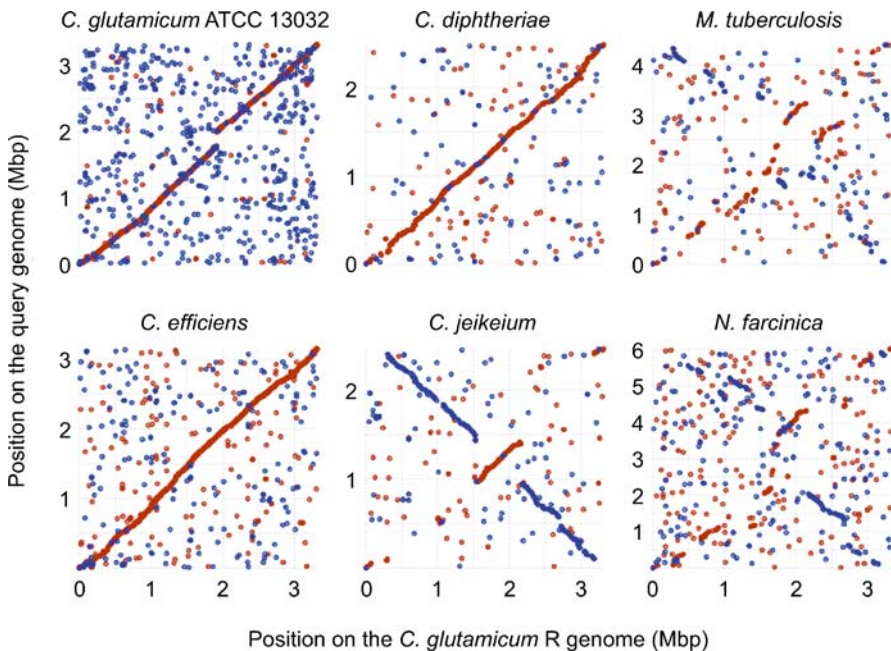 C. glutamicum ATCC 13032
C. diphtheriae
M. tuberculosis
3
2
1
0
2
1
0
4
3
2
1
0
Position on the query genome (Mbp)
C. efficiens
C. jeikeium
N. farcinica
3
2
1
2
1
6
5
4
3
2
1
0 1 2 3
0 1 2 3
0 1 2 3
Position on the C. glutamicum R genome (Mbp)